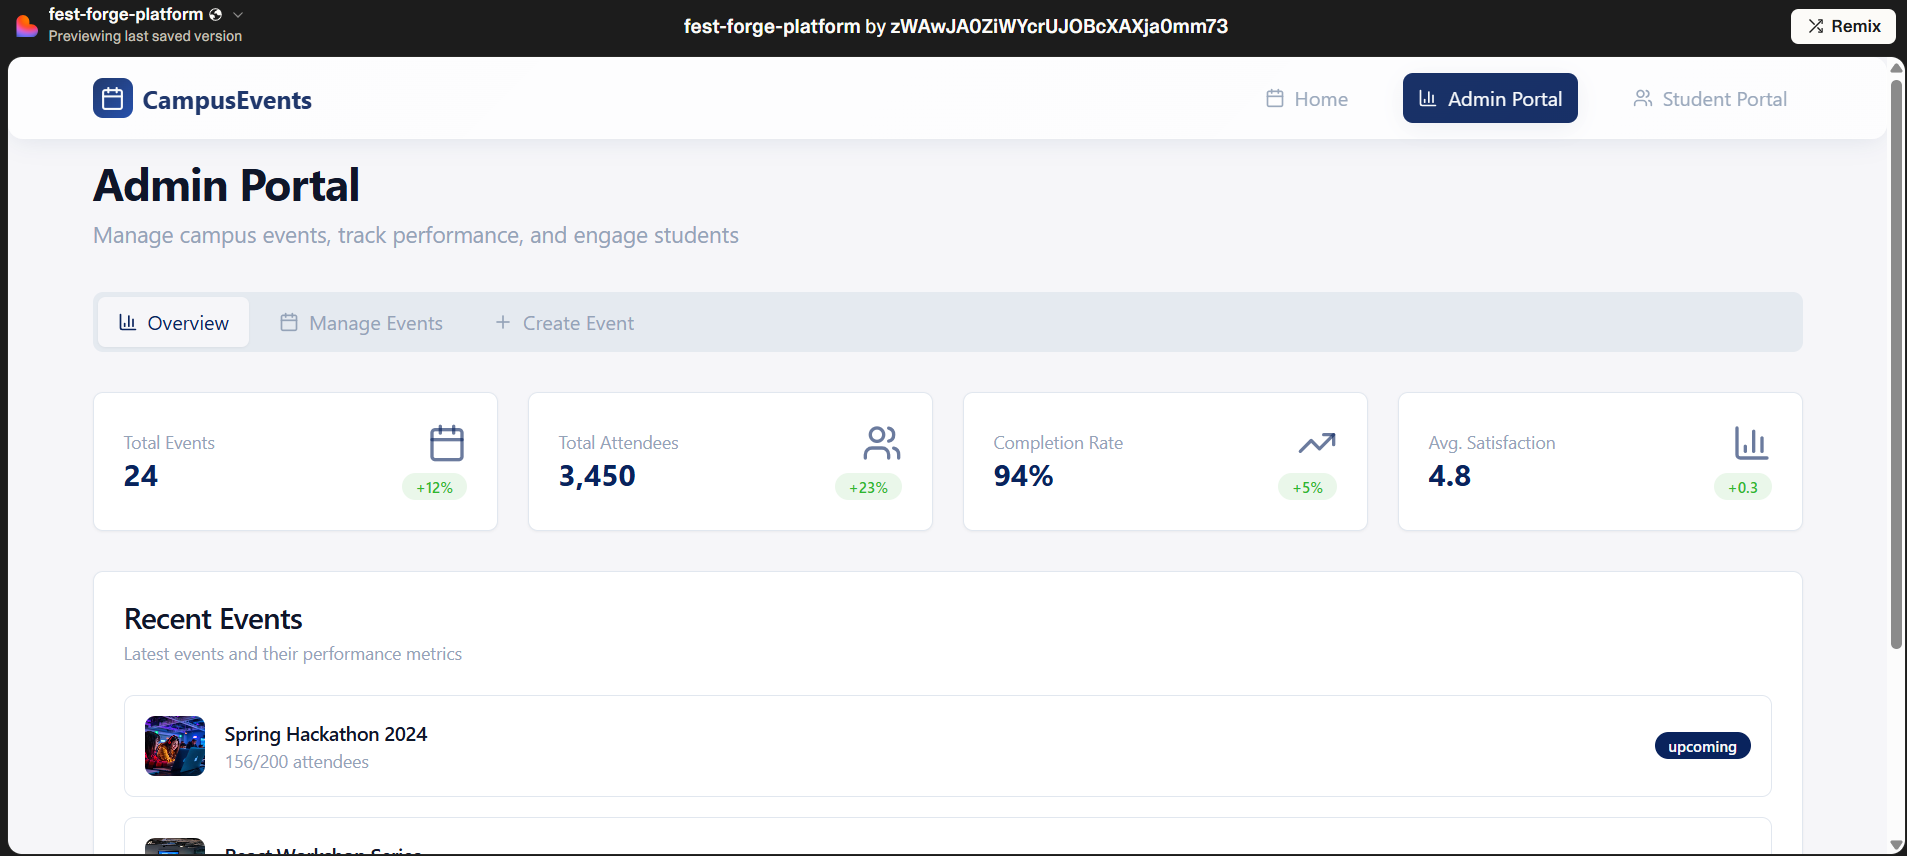 fest-forge-platform
Previewing last saved version
fest-forge-platform by zWAwJA0ZiWYcrUJOBcXAXja0mm73
Remix
CampusEvents
Home
Admin Portal
Student Portal
Admin Portal
Manage campus events, track performance, and engage students
Overview
Manage Events
Create Event
Total Events
24
+12%
Total Attendees
3,450
+23%
Completion Rate
94%
+5%
Avg. Satisfaction
4.8
+0.3
Recent Events
Latest events and their performance metrics
Spring Hackathon 2024
156/200 attendees
upcoming
React Workshop Series